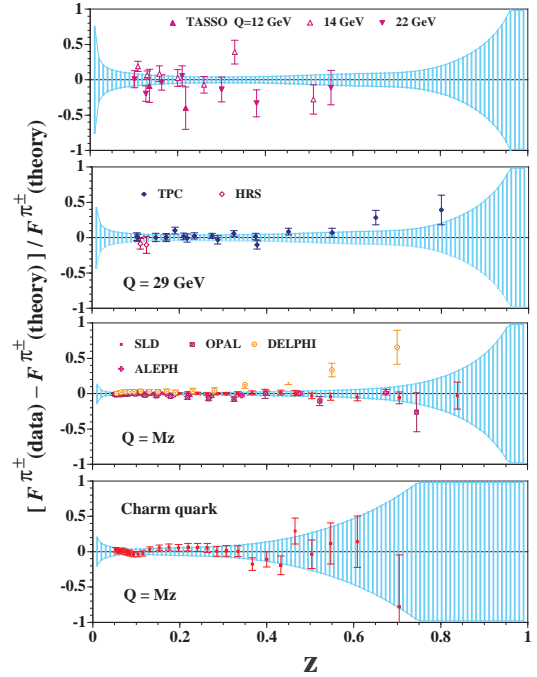 [ F π± (data) − F π± (theory) ] / F π± (theory)
1
TASSO Q=12 GeV 14 GeV 22 GeV
0.5
0
-0.5
-1
1
TPC HRS
0.5
0
-0.5
Q = 29 GeV
-1
1
SLD OPAL DELPHI
ALEPH
0.5
0
-0.5
Q = Mz
-1
1
Charm quark
0.5
0
-0.5
Q = Mz
-1
0 0.2 0.4 0.6 0.8 1
z